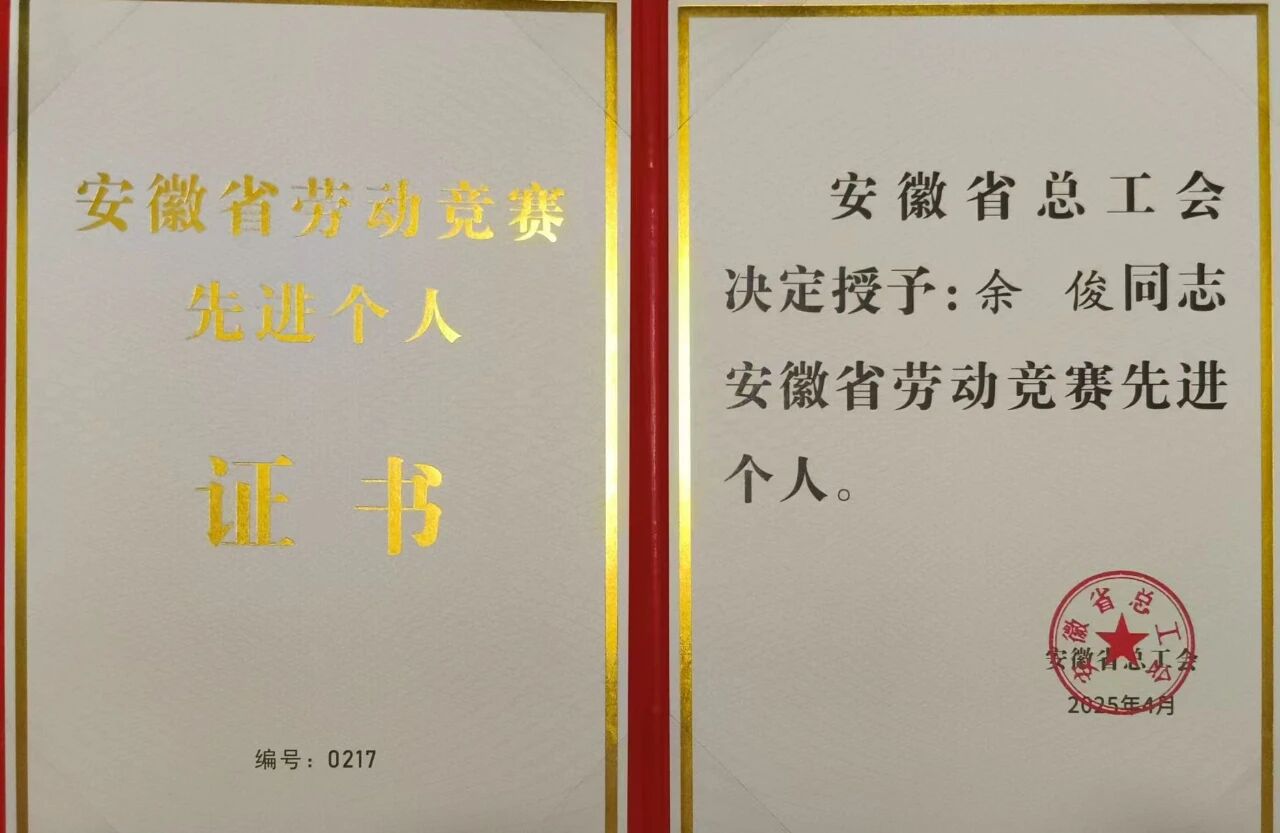 安徽省劳动竞赛
先进个人
证书
编号：0217
安徽省总工会
决定授予：余 俊同志
安徽省劳动竞赛先进
个人。
安徽省总工会
安徽省总工会
2025年4月